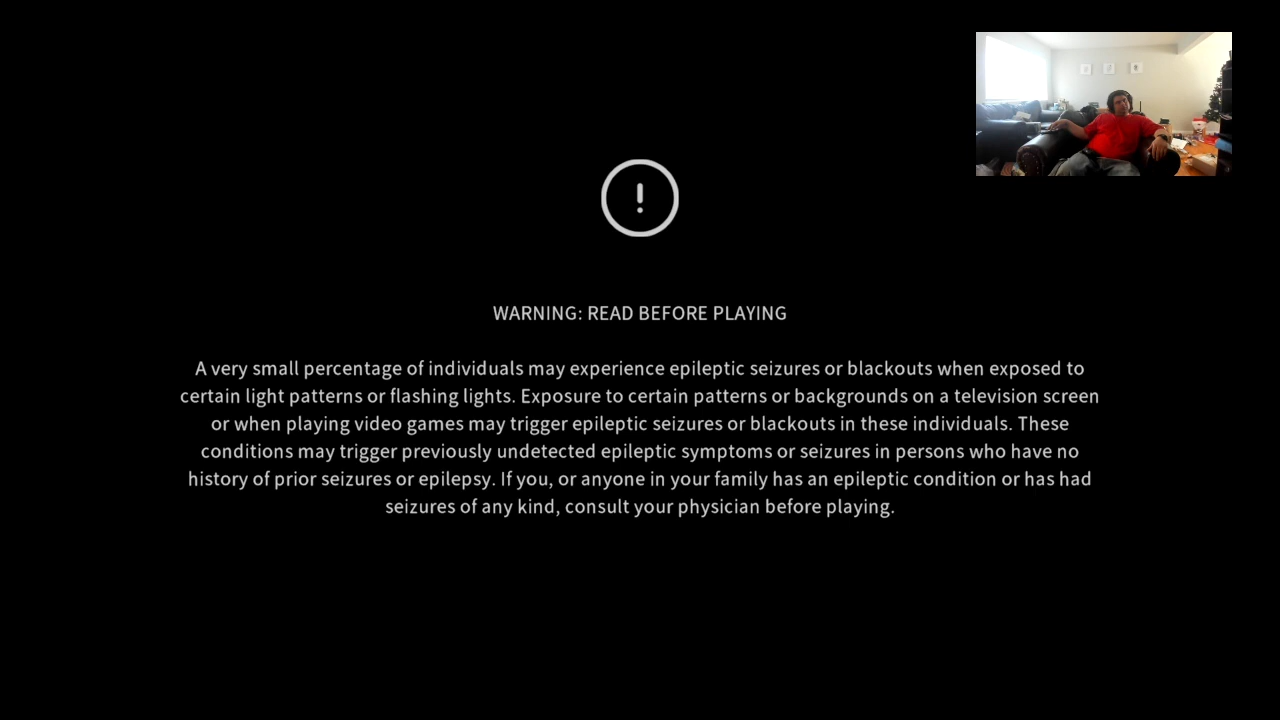 !
WARNING: READ BEFORE PLAYING
A very small percentage of individuals may experience epileptic seizures or blackouts when exposed to
certain light patterns or flashing lights. Exposure to certain patterns or backgrounds on a television screen
or when playing video games may trigger epileptic seizures or blackouts in these individuals. These
conditions may trigger previously undetected epileptic symptoms or seizures in persons who have no
history of prior seizures or epilepsy. If you, or anyone in your family has an epileptic condition or has had
seizures of any kind, consult your physician before playing.